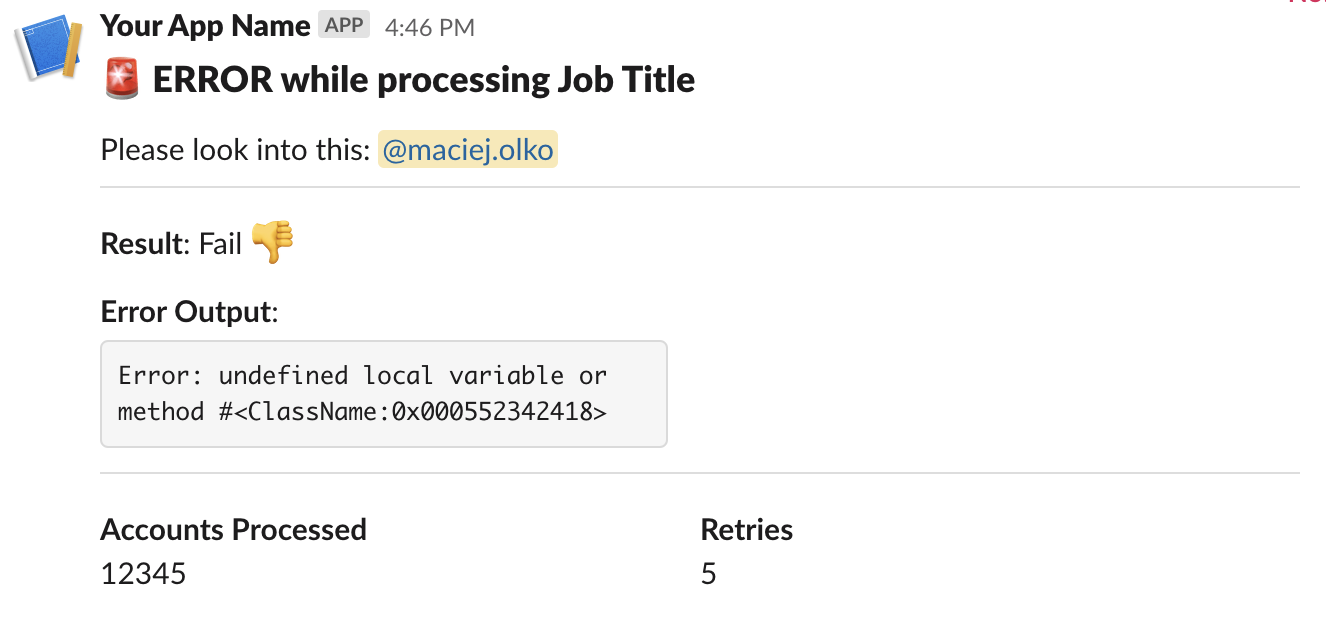 Your App Name APP 4:46 PM
🚨 ERROR while processing Job Title
Please look into this: @maciej.olko
Result: Fail 👎
Error Output:
Error: undefined local variable or
method #<ClassName:0x000552342418>
Accounts Processed
12345
Retries
5